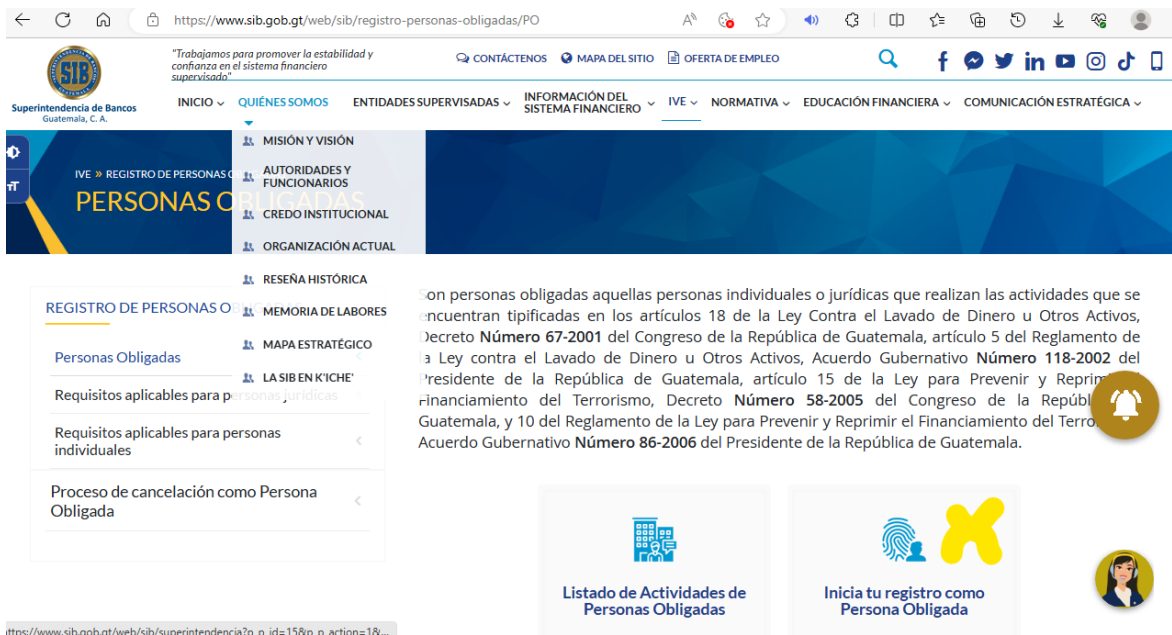 https://www.sib.gob.gt/web/sib/registro-personas-obligadas/PO
SIB
Superintendencia de Bancos
Guatemala, C. A.
"Trabajamos para promover la estabilidad y
confianza en el sistema financiero
supervisado"
CONTÁCTENOS MAPA DEL SITIO OFERTA DE EMPLEO
INICIO QUIÉNES SOMOS ENTIDADES SUPERVISADAS INFORMACIÓN DEL SISTEMA FINANCIERO IVE NORMATIVA EDUCACIÓN FINANCIERA COMUNICACIÓN ESTRATÉGICA
MISIÓN Y VISIÓN
AUTORIDADES Y
FUNCIONARIOS
CREDO INSTITUCIONAL
ORGANIZACIÓN ACTUAL
RESEÑA HISTÓRICA
MEMORIA DE LABORES
MAPA ESTRATÉGICO
LA SIB EN K'ICHE'
IVE » REGISTRO DE PERSONAS
PERSONAS OBLIGADAS
REGISTRO DE PERSONAS
Personas Obligadas
Requisitos aplicables para personas jurídicas
Requisitos aplicables para personas
individuales
Proceso de cancelación como Persona
Obligada
Son personas obligadas aquellas personas individuales o jurídicas que realizan las actividades que se
encuentran tipificadas en los artículos 18 de la Ley Contra el Lavado de Dinero u Otros Activos,
Decreto Número 67-2001 del Congreso de la República de Guatemala, artículo 5 del Reglamento de
la Ley contra el Lavado de Dinero u Otros Activos, Acuerdo Gubernativo Número 118-2002 del
Presidente de la República de Guatemala, artículo 15 de la Ley para Prevenir y
Financiamiento del Terrorismo, Decreto Número 58-2005 del Congreso de la
Guatemala, y 10 del Reglamento de la Ley para Prevenir y Reprimir el Financiamiento del
Acuerdo Gubernativo Número 86-2006 del Presidente de la República de Guatemala.
Listado de Actividades de
Personas Obligadas
Inicia tu registro como
Persona Obligada
https://www.sib.gob.gt/web/sib/superintendencia?p_p_id=15&p_p_action=1&...